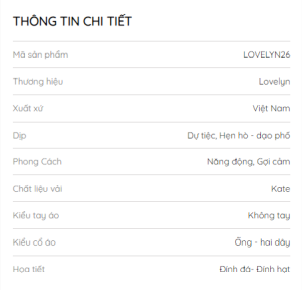 THÔNG TIN CHI TIẾT
Mã sản phẩm LOVELYN26
Thương hiệu Lovelyn
Xuất xứ Việt Nam
Dịp Dự tiệc, Hẹn hò - dạo phố
Phong Cách Năng động, Gợi cảm
Chất liệu vải Kate
Kiểu tay áo Không tay
Kiểu cổ áo Ống - hai dây
Họa tiết Đính đá- Đính hạt